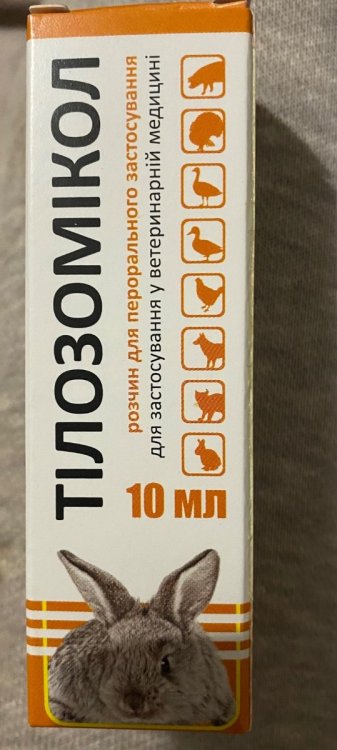 ТІЛОЗОМІКОЛ
розчин для перорального застосування
для застосування у ветеринарній медицині
10 мл